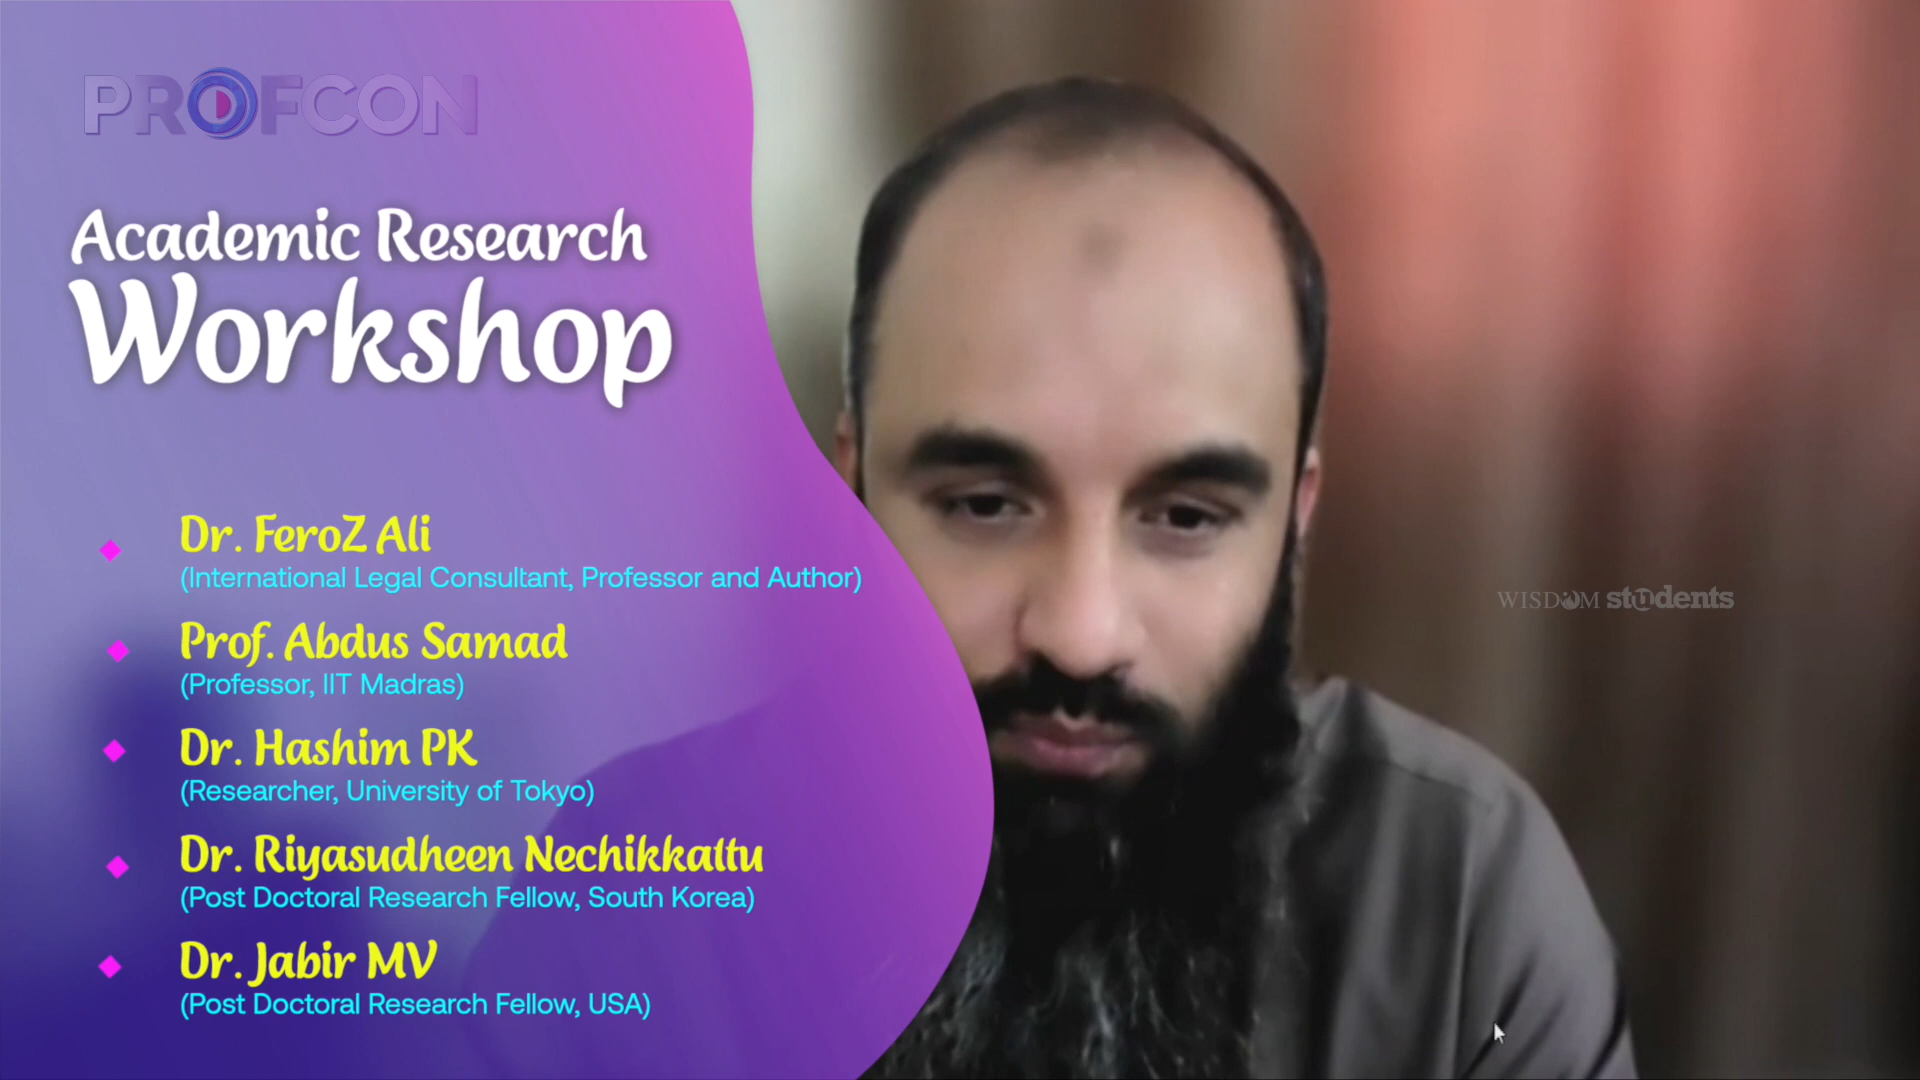 PROFCON
Academic Research
Workshop
Dr. FeroZ Ali
(International Legal Consultant, Professor and Author)
Prof. Abdus Samad
(Professor, IIT Madras)
Dr. Hashim PK
(Researcher, University of Tokyo)
Dr. Riyasudheen Nechikkattu
(Post Doctoral Research Fellow, South Korea)
Dr. Jabir MV
(Post Doctoral Research Fellow, USA)
WISDOM students